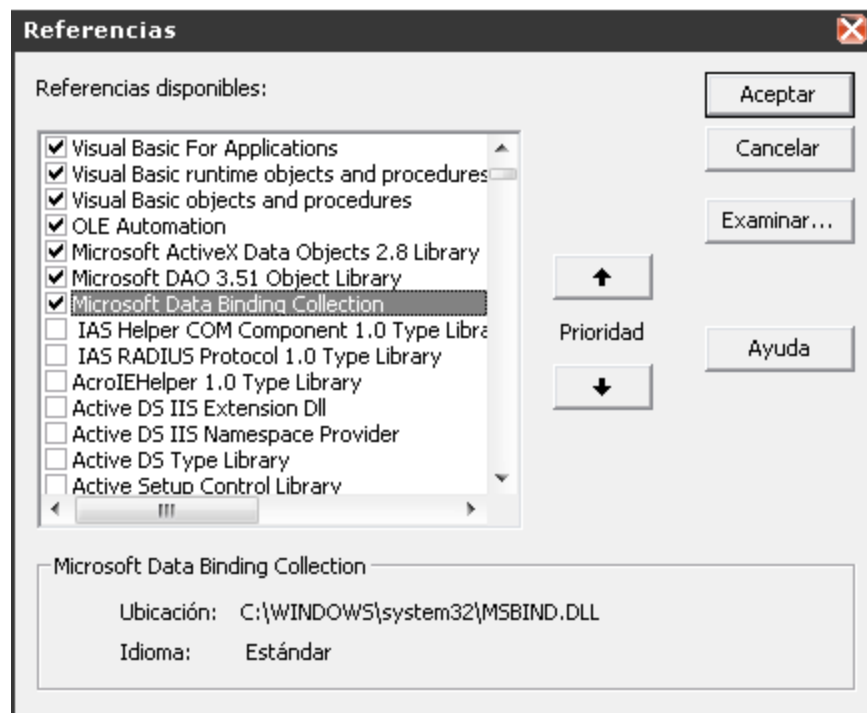 Referencias
Referencias disponibles:
Visual Basic For Applications
Visual Basic runtime objects and procedures
Visual Basic objects and procedures
OLE Automation
Microsoft ActiveX Data Objects 2.8 Library
Microsoft DAO 3.51 Object Library
Microsoft Data Binding Collection
IAS Helper COM Component 1.0 Type Libra
IAS RADIUS Protocol 1.0 Type Library
AcroIEHelper 1.0 Type Library
Active DS IIS Extension Dll
Active DS IIS Namespace Provider
Active DS Type Library
Active Setup Control Library
Prioridad
Aceptar
Cancelar
Examinar...
Ayuda
Microsoft Data Binding Collection
Ubicación: C:\WINDOWS\system32\MSBIND.DLL
Idioma: Estándar